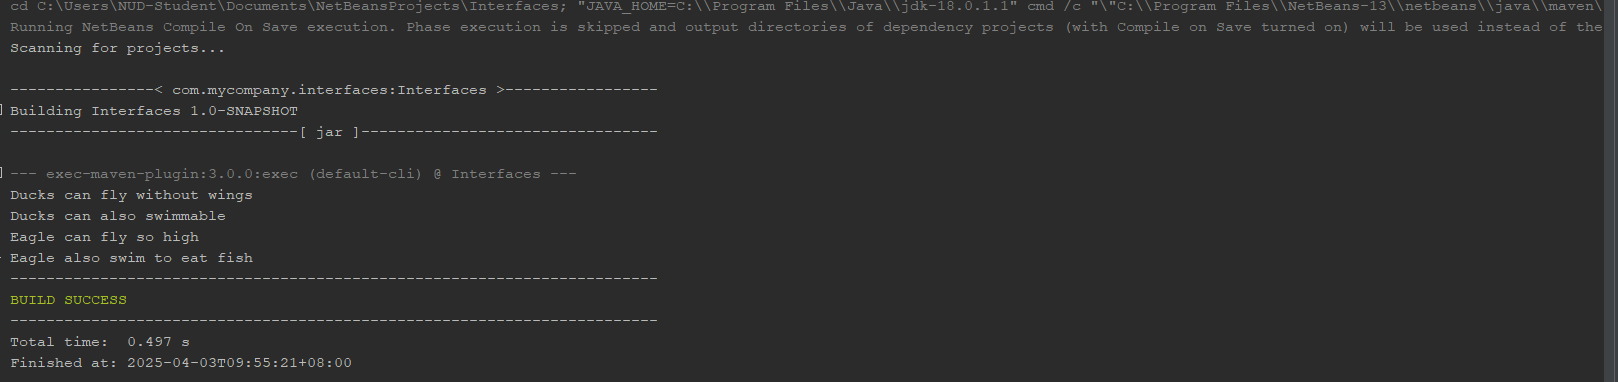 cd C:\Users\NUD-Student\Documents\NetBeansProjects\Interfaces; "JAVA_HOME=C:\\Program Files\\Java\\jdk-18.0.1.1" cmd /c "\"C:\\Program Files\\NetBeans-13\\netbeans\\java\\maven\
Running NetBeans Compile On Save execution. Phase execution is skipped and output directories of dependency projects (with Compile on Save turned on) will be used instead of the
Scanning for projects...
----------------< com.mycompany.interfaces:Interfaces >-----------------
Building Interfaces 1.0-SNAPSHOT
--------------------------------[ jar ]---------------------------------
--- exec-maven-plugin:3.0.0:exec (default-cli) @ Interfaces ---
Ducks can fly without wings
Ducks can also swimmable
Eagle can fly so high
Eagle also swim to eat fish
------------------------------------------------------------------------
BUILD SUCCESS
------------------------------------------------------------------------
Total time:  0.497 s
Finished at: 2025-04-03T09:55:21+08:00